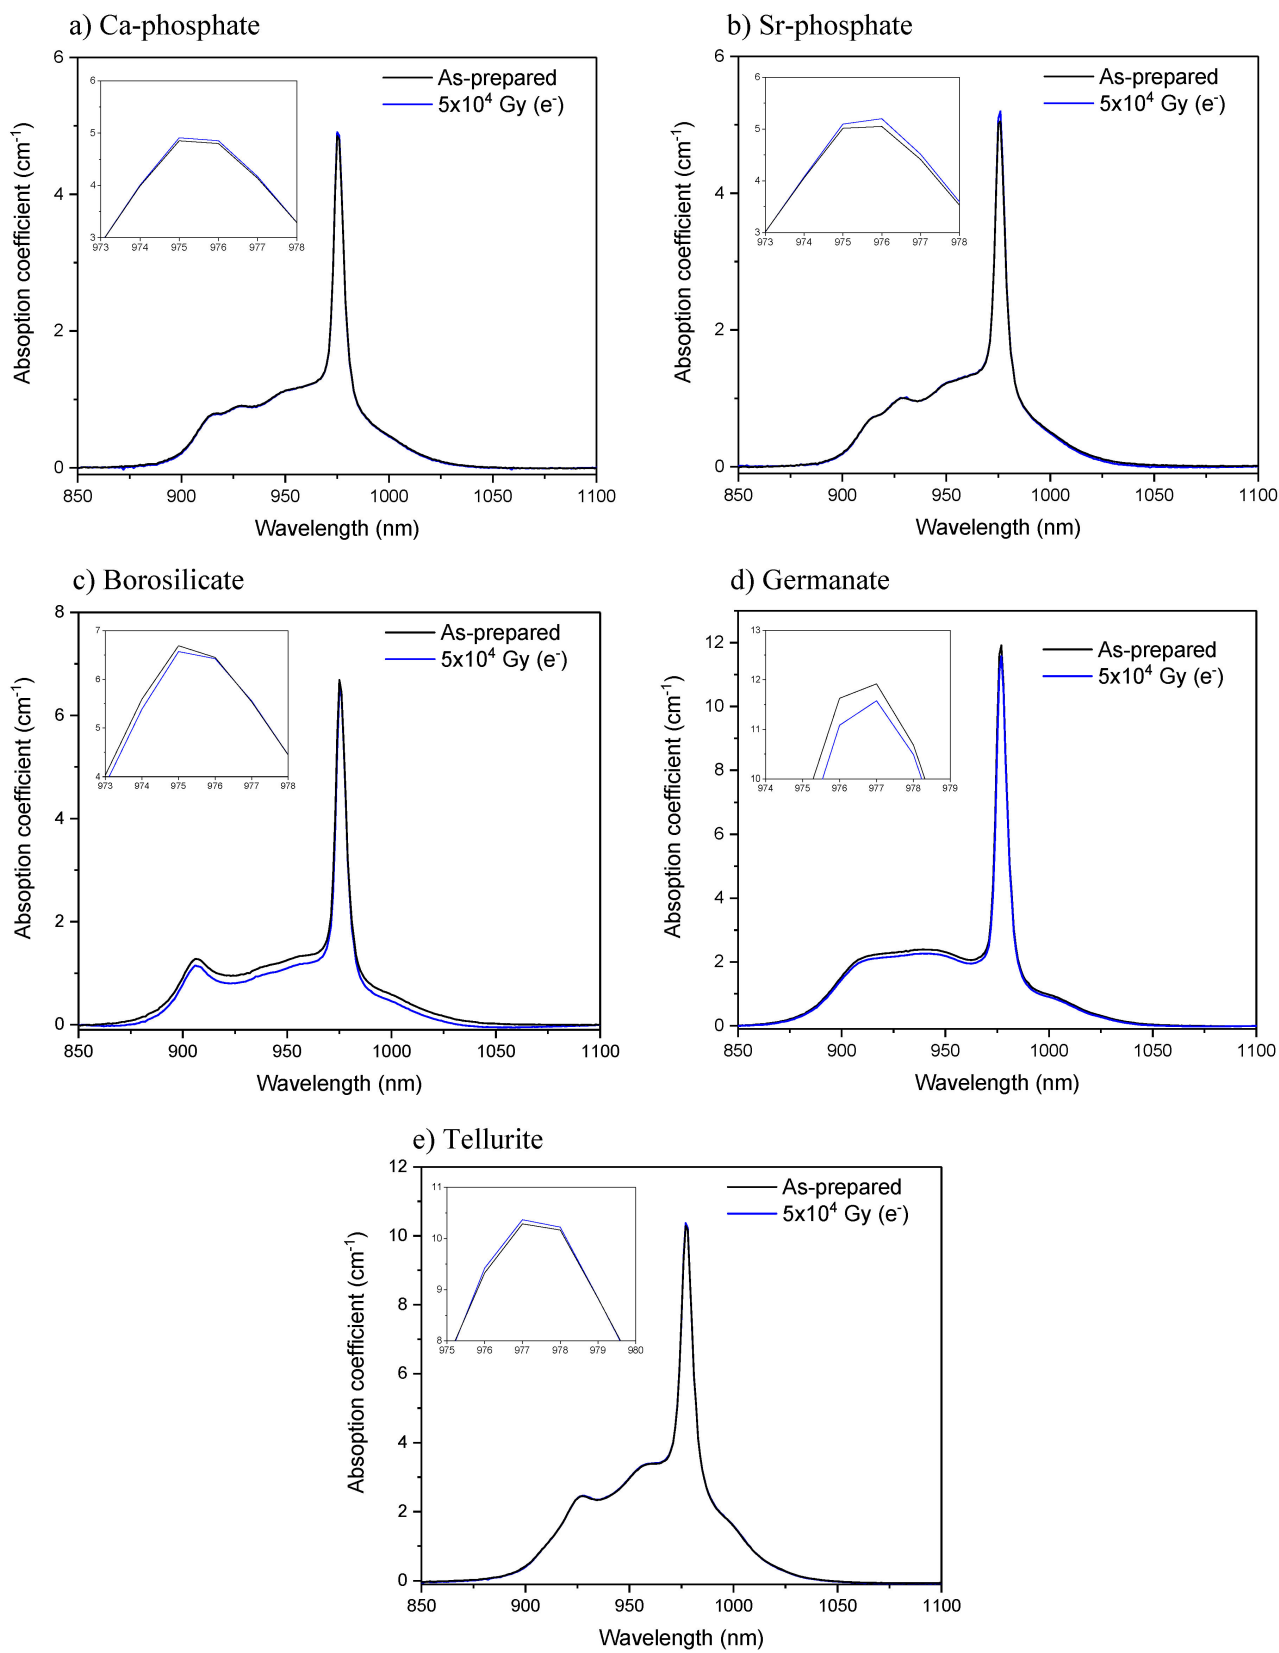 a) Ca-phosphate
As-prepared
5x10⁴ Gy (e⁻)
Absoption coefficient (cm⁻¹)
6
4
2
0
6
5
4
3
973 974 975 976 977 978
850 900 950 1000 1050 1100
Wavelength (nm)
b) Sr-phosphate
As-prepared
5x10⁴ Gy (e⁻)
Absoption coefficient (cm⁻¹)
6
4
2
0
6
5
4
3
973 974 975 976 977 978
850 900 950 1000 1050 1100
Wavelength (nm)
c) Borosilicate
As-prepared
5x10⁴ Gy (e⁻)
Absoption coefficient (cm⁻¹)
8
6
4
2
0
7
6
5
4
973 974 975 976 977 978
850 900 950 1000 1050 1100
Wavelength (nm)
d) Germanate
As-prepared
5x10⁴ Gy (e⁻)
Absoption coefficient (cm⁻¹)
12
10
8
6
4
2
0
13
12
11
10
974 975 976 977 978 979
850 900 950 1000 1050 1100
Wavelength (nm)
e) Tellurite
As-prepared
5x10⁴ Gy (e⁻)
Absoption coefficient (cm⁻¹)
12
10
8
6
4
2
0
11
10
9
8
975 976 977 978 979 980
850 900 950 1000 1050 1100
Wavelength (nm)